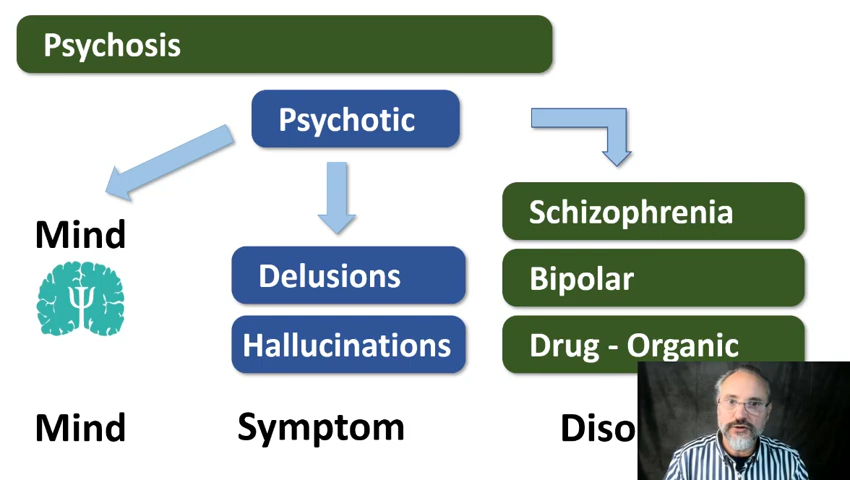 Psychosis
Psychotic
Mind
Delusions
Hallucinations
Schizophrenia
Bipolar
Drug - Organic
Mind
Symptom